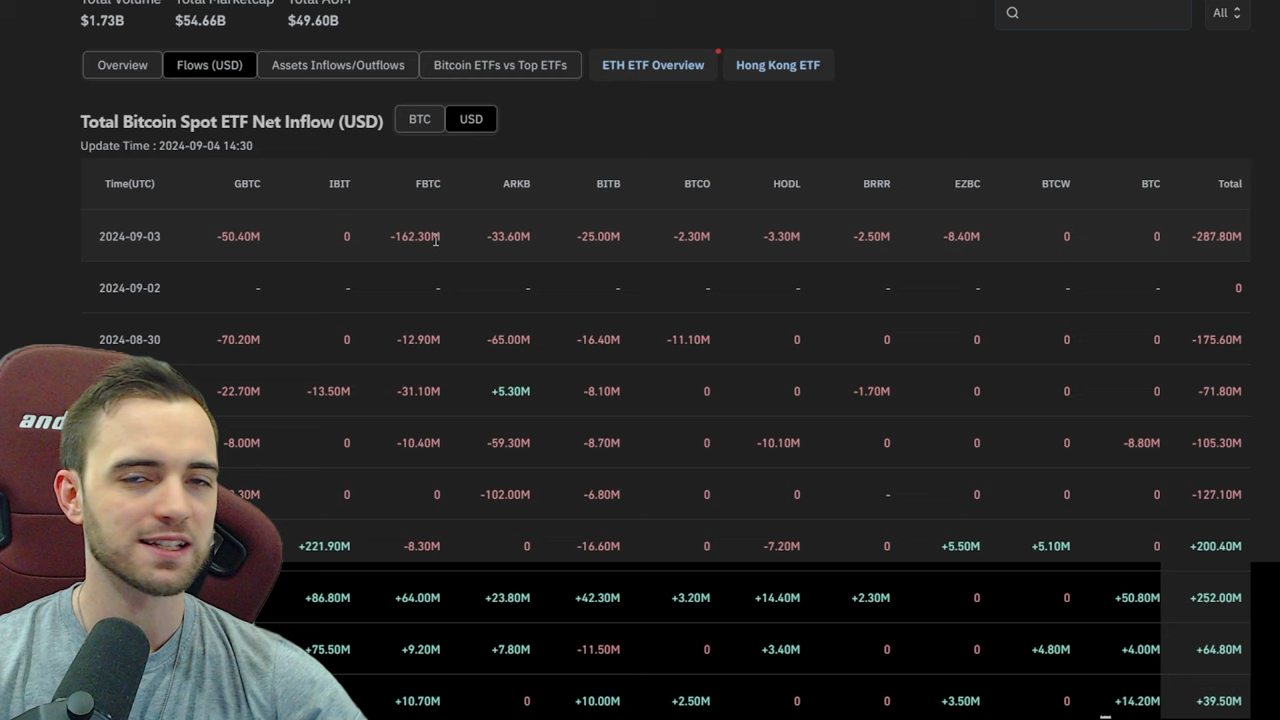 Total Volume Total Marketcap Total AUM
$1.73B $54.66B $49.60B
All
Overview Flows (USD) Assets Inflows/Outflows Bitcoin ETFs vs Top ETFs ETH ETF Overview Hong Kong ETF
Total Bitcoin Spot ETF Net Inflow (USD) BTC USD
Update Time : 2024-09-04 14:30
Time(UTC) GBTC IBIT FBTC ARKB BITB BTCO HODL BRRR EZBC BTCW BTC Total
2024-09-03 -50.40M 0 -162.30M -33.60M -25.00M -2.30M -3.30M -2.50M -8.40M 0 0 -287.80M
2024-09-02 - - - - - - - - - - - 0
2024-08-30 -70.20M 0 -12.90M -65.00M -16.40M -11.10M 0 0 0 0 0 -175.60M
-22.70M -13.50M -31.10M +5.30M -8.10M 0 0 -1.70M 0 0 0 -71.80M
-8.00M 0 -10.40M -59.30M -8.70M 0 -10.10M 0 0 0 -8.80M -105.30M
0 0 -102.00M -6.80M 0 0 - 0 0 0 -127.10M
+221.90M -8.30M 0 -16.60M 0 -7.20M 0 +5.50M +5.10M 0 +200.40M
+86.80M +64.00M +23.80M +42.30M +3.20M +14.40M +2.30M 0 0 +50.80M +252.00M
+75.50M +9.20M +7.80M -11.50M 0 +3.40M 0 0 +4.80M +4.00M +64.80M
+10.70M 0 +10.00M +2.50M 0 0 +3.50M 0 +14.20M +39.50M
and